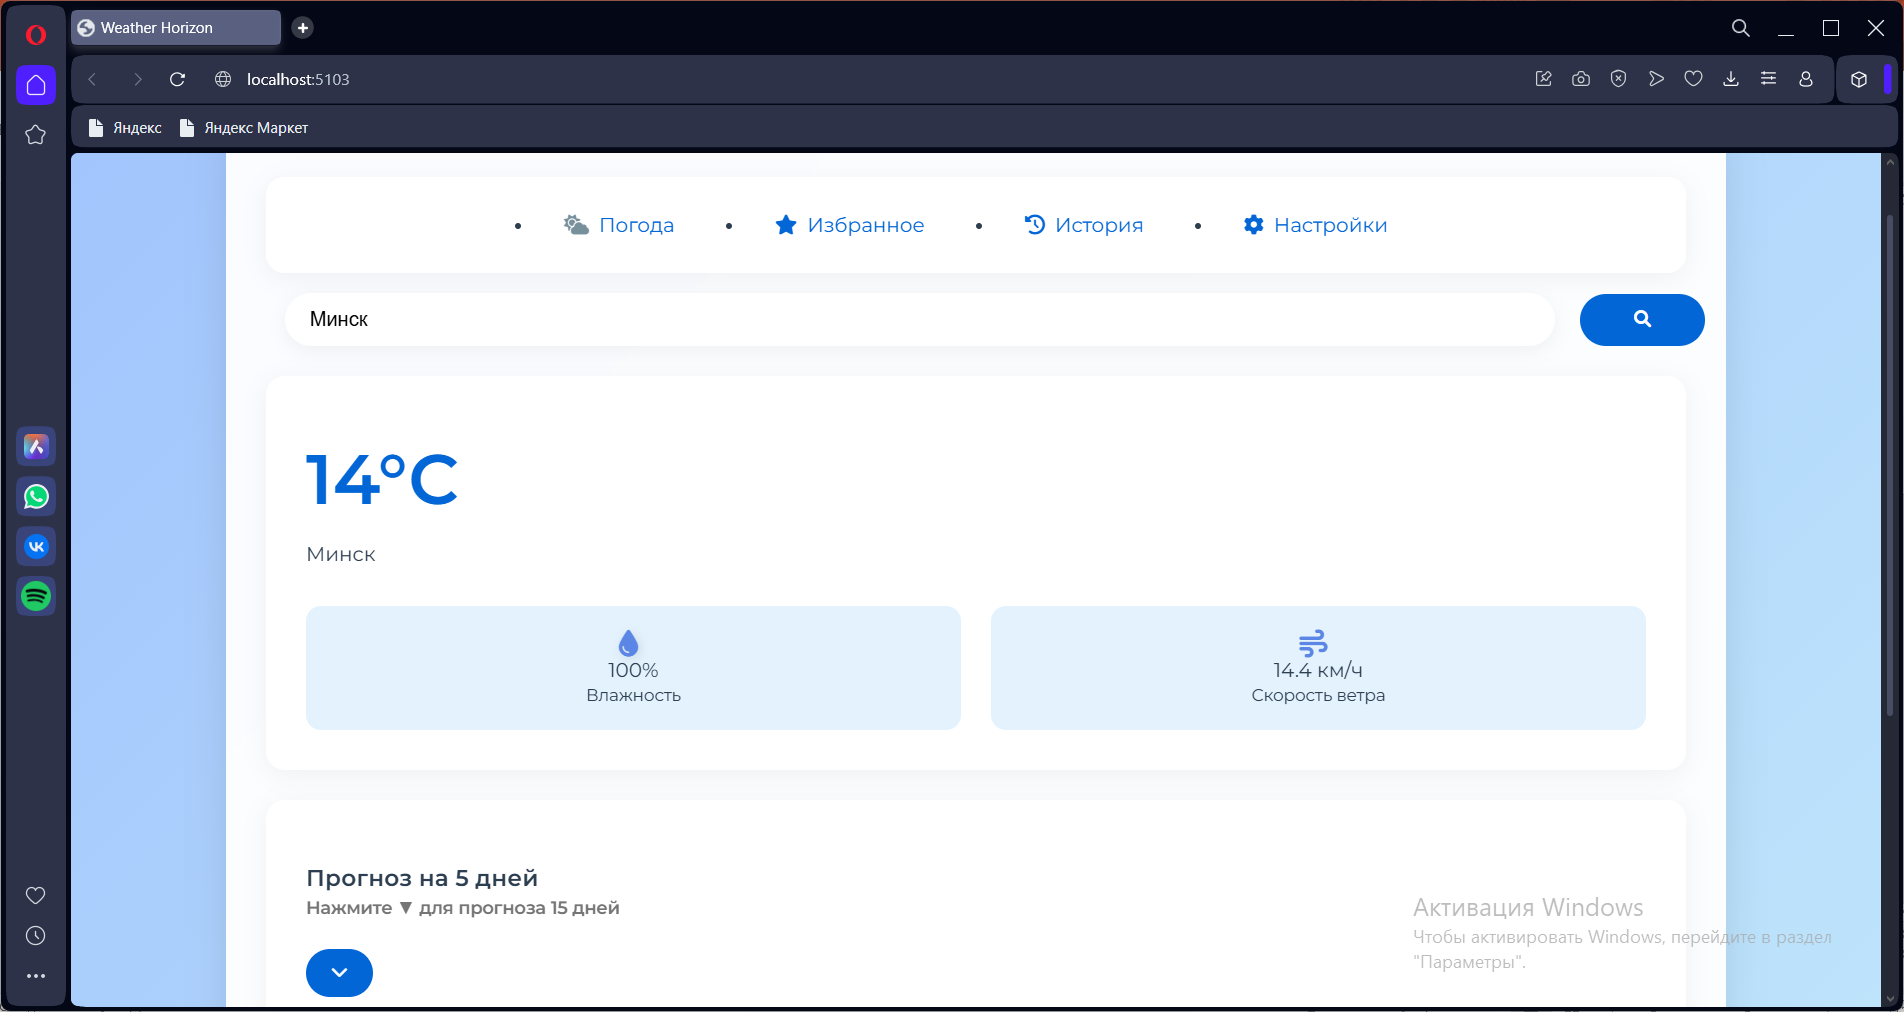 Weather Horizon
localhost:5103
Яндекс
Яндекс Маркет
Погода
Избранное
История
Настройки
Минск
14°C
Минск
100%
Влажность
14.4 км/ч
Скорость ветра
Прогноз на 5 дней
Нажмите ▼ для прогноза 15 дней
Активация Windows
Чтобы активировать Windows, перейдите в раздел
"Параметры".